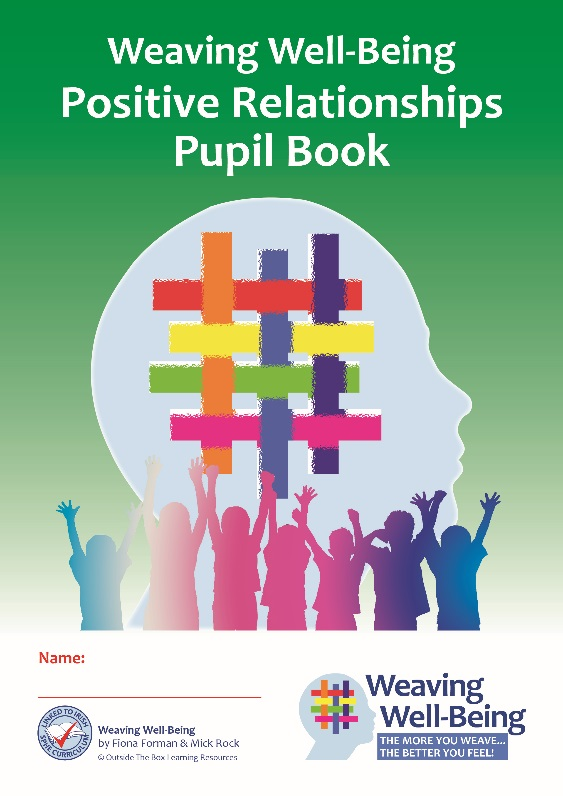 Weaving Well-Being
Positive Relationships
Pupil Book
Name:
LINKED TO IRISH
SPHE CURRICULUM
Weaving Well-Being
by Fiona Forman & Mick Rock
© Outside The Box Learning Resources
Weaving
Well-Being
THE MORE YOU WEAVE...
THE BETTER YOU FEEL!